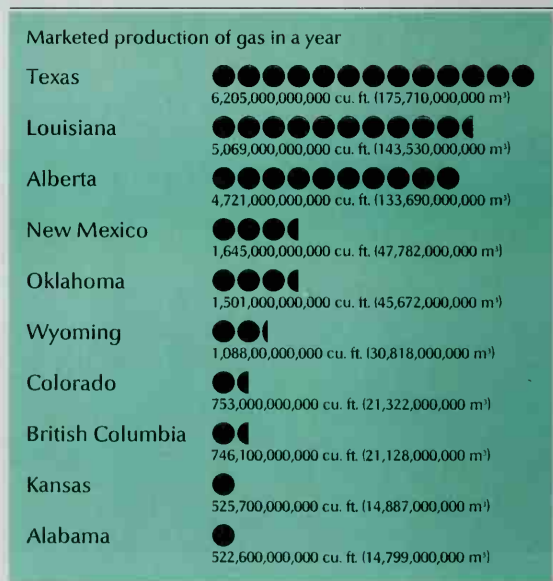 Marketed production of gas in a year
Texas
6,205,000,000,000 cu. ft. (175,710,000,000 m³)
Louisiana
5,069,000,000,000 cu. ft. (143,530,000,000 m³)
Alberta
4,721,000,000,000 cu. ft. (133,690,000,000 m³)
New Mexico
1,645,000,000,000 cu. ft. (47,782,000,000 m³)
Oklahoma
1,501,000,000,000 cu. ft. (45,672,000,000 m³)
Wyoming
1,088,00,000,000 cu. ft. (30,818,000,000 m³)
Colorado
753,000,000,000 cu. ft. (21,322,000,000 m³)
British Columbia
746,100,000,000 cu. ft. (21,128,000,000 m³)
Kansas
525,700,000,000 cu. ft. (14,887,000,000 m³)
Alabama
522,600,000,000 cu. ft. (14,799,000,000 m³)